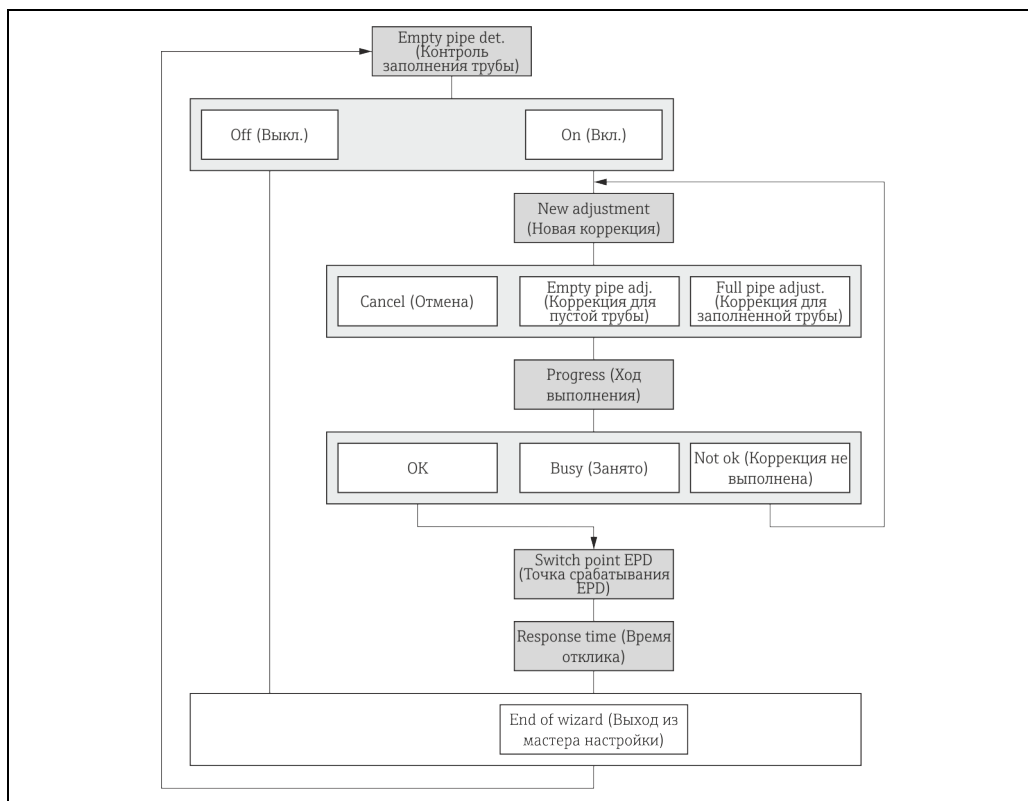 Empty pipe det.
(Контроль
заполнения трубы)
Off (Выкл.)
On (Вкл.)
New adjustment
(Новая коррекция)
Cancel (Отмена)
Empty pipe adj.
(Коррекция для
пустой трубы)
Full pipe adjust.
(Коррекция для
заполненной трубы)
Progress (Ход
выполнения)
OK
Busy (Занято)
Not ok (Коррекция не
выполнена)
Switch point EPD
(Точка срабатывания
EPD)
Response time (Время
отклика)
End of wizard (Выход из
мастера настройки)